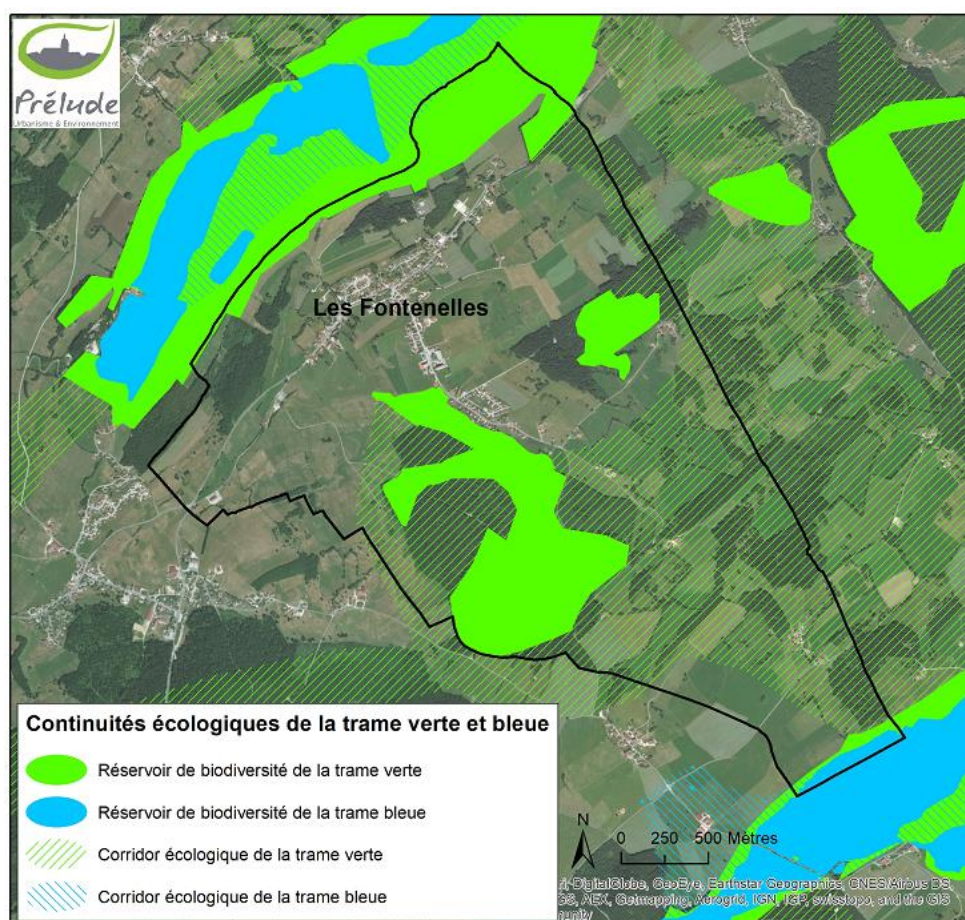 Prélude
Urbanisme & Environnement
Les Fontenelles
Continuités écologiques de la trame verte et bleue
Réservoir de biodiversité de la trame verte
Réservoir de biodiversité de la trame bleue
Corridor écologique de la trame verte
Corridor écologique de la trame bleue
N
0 250 500 Mètres
DigitalGlobe, GeoEye, Earthstar Geographics, CNES/Airbus DS,
AEX, Getmapping, Aerogrid, IGN, IGP, swisstopo, and the GIS